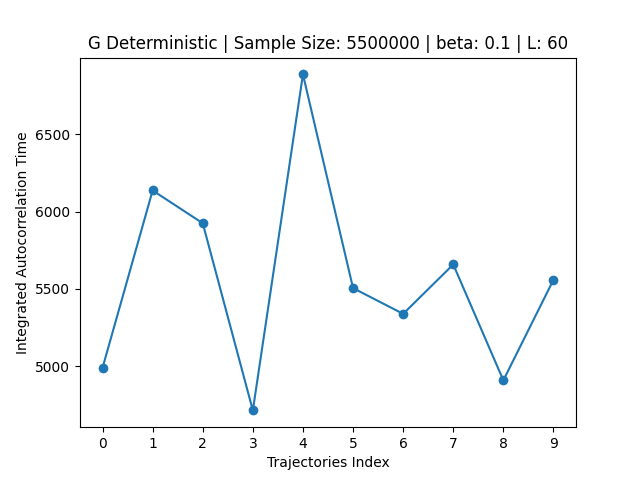 G Deterministic | Sample Size: 5500000 | beta: 0.1 | L: 60
Integrated Autocorrelation Time
6500
6000
5500
5000
0 1 2 3 4 5 6 7 8 9
Trajectories Index